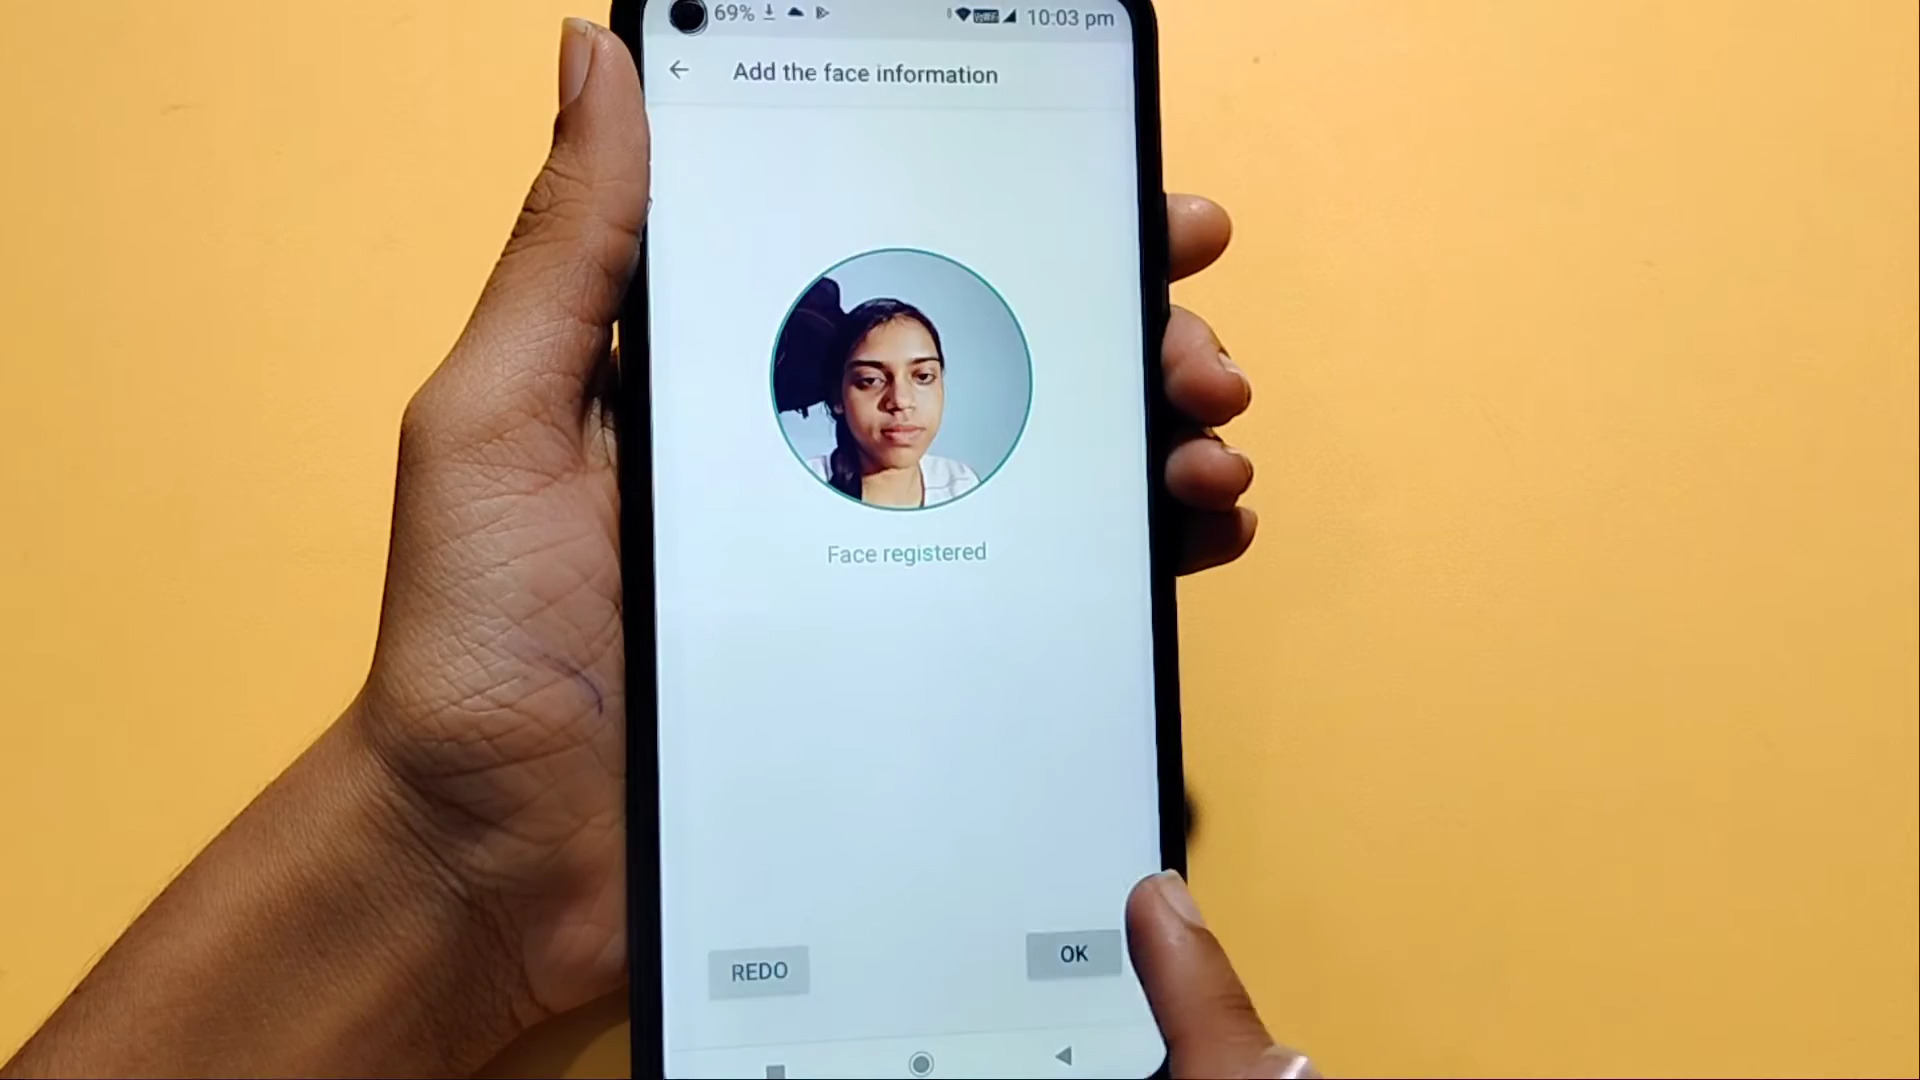 69% 10:03 pm
Add the face information
Face registered
REDO
OK